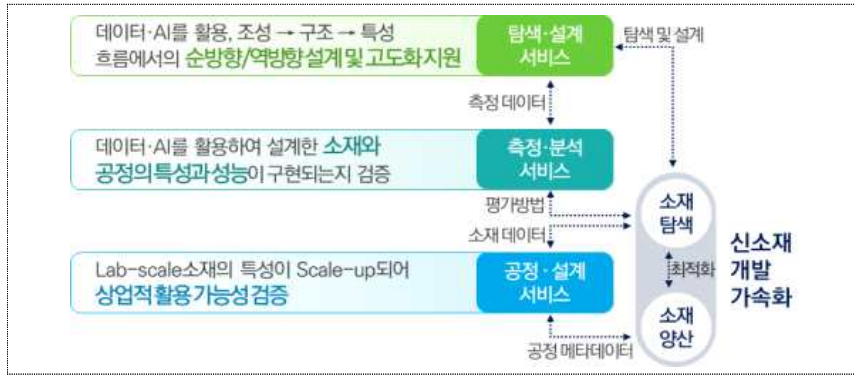 데이터·AI를 활용, 조성 → 구조 → 특성
흐름에서의 순방향/역방향 설계 및 고도화 지원
탐색·설계
서비스
탐색 및 설계
측정 데이터
데이터·AI를 활용하여 설계한 소재와
공정의 특성과 성능이 구현되는지 검증
측정·분석
서비스
평가방법
소재 데이터
소재
탐색
Lab-scale소재의 특성이 Scale-up되어
상업적 활용 가능성 검증
공정·설계
서비스
최적화
신소재
개발
가속화
소재
양산
공정 메타데이터